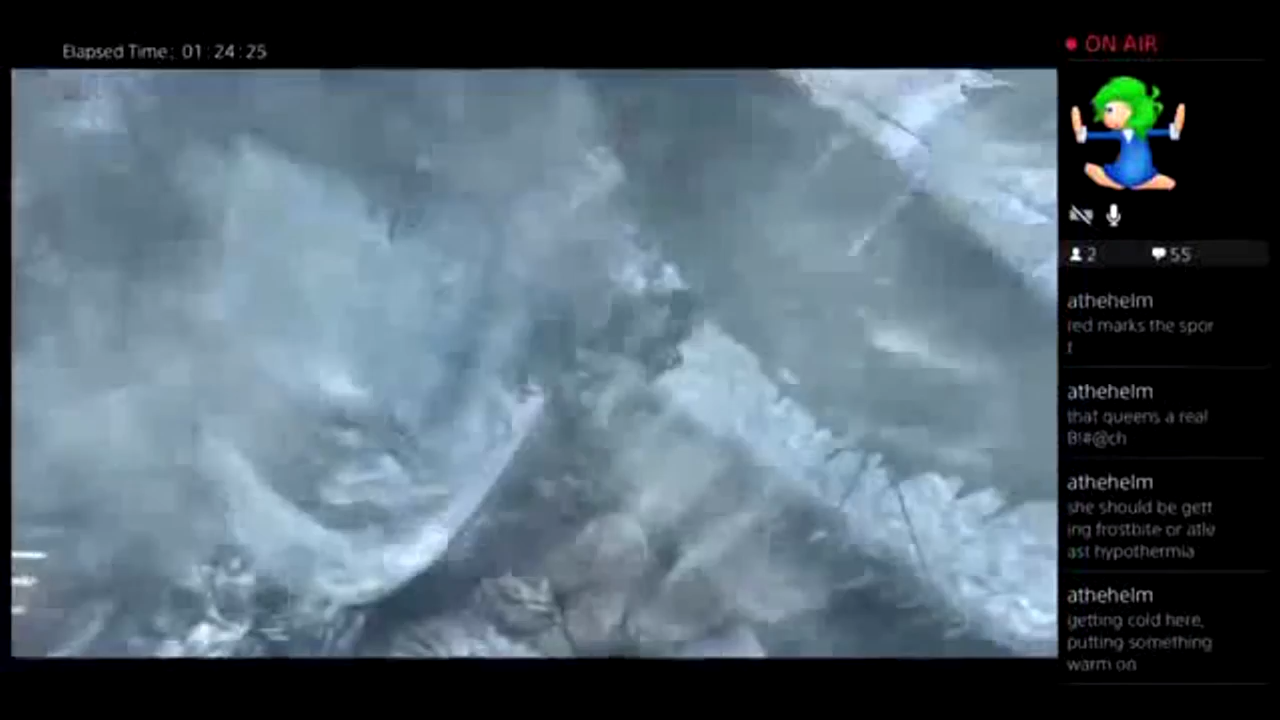 Elapsed Time: 01:24:25
ON AIR
2 55
athehelm
red marks the spor
t
athehelm
that queens a real
B!#@ch
athehelm
she should be gett
ing frostbite or atle
ast hypothermia
athehelm
getting cold here,
putting something
warm on